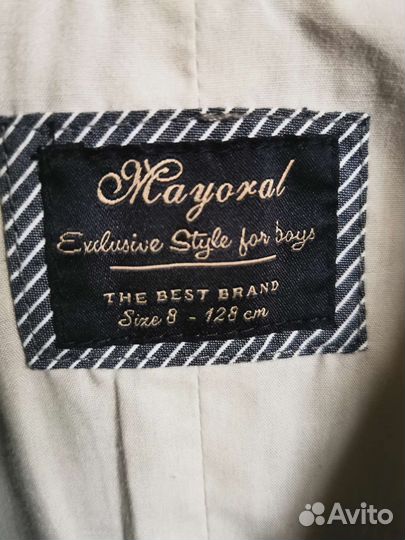 Mayoral
Exclusive Style for boys
THE BEST BRAND
Size 8 - 128 cm
Avito